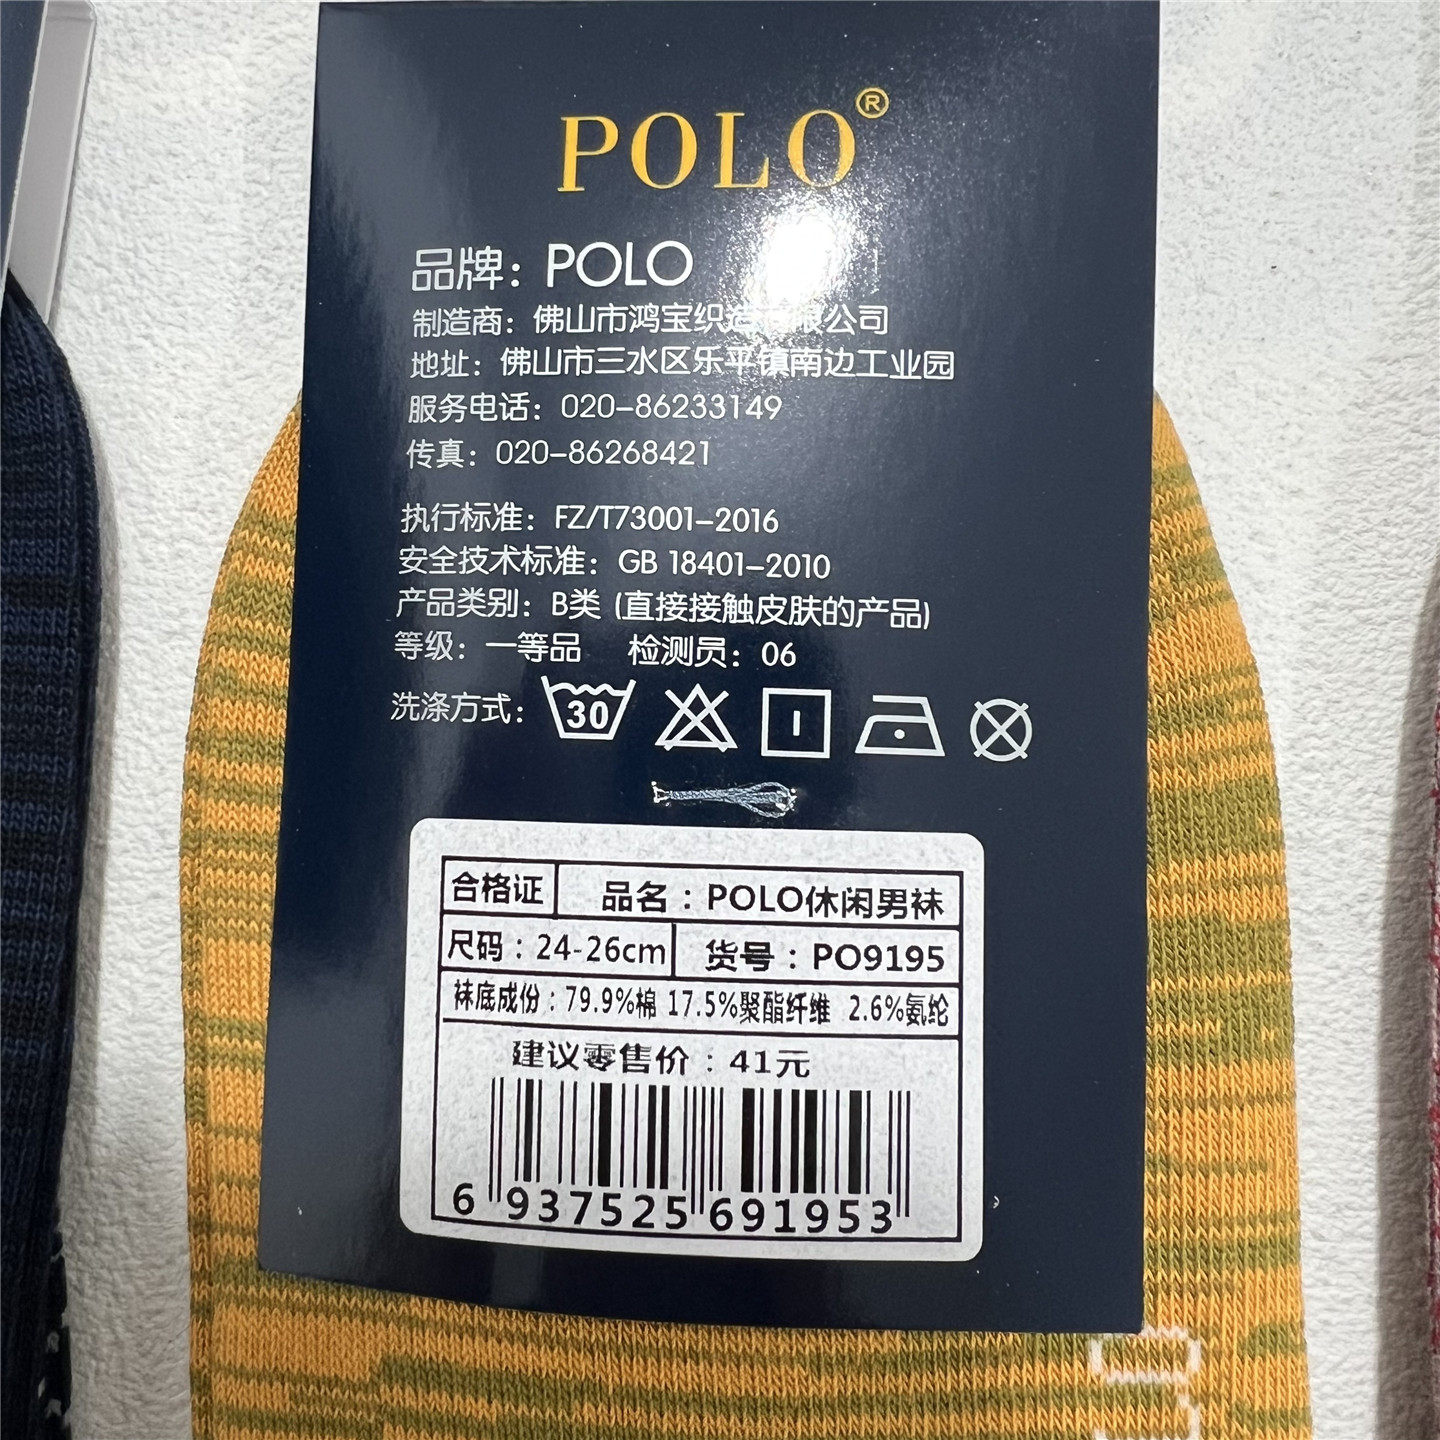 POLO®
品牌：POLO
制造商：佛山市鸿宝织造有限公司
地址：佛山市三水区乐平镇南边工业园
服务电话：020-86233149
传真：020-86268421
执行标准：FZ/T73001-2016
安全技术标准：GB 18401-2010
产品类别：B类 (直接接触皮肤的产品)
等级：一等品 检测员：06
洗涤方式：30
合格证 品名：POLO休闲男袜
尺码：24-26cm 货号：PO9195
袜底成份：79.9%棉 17.5%聚酯纤维 2.6%氨纶
建议零售价：41元
6 937525 691953